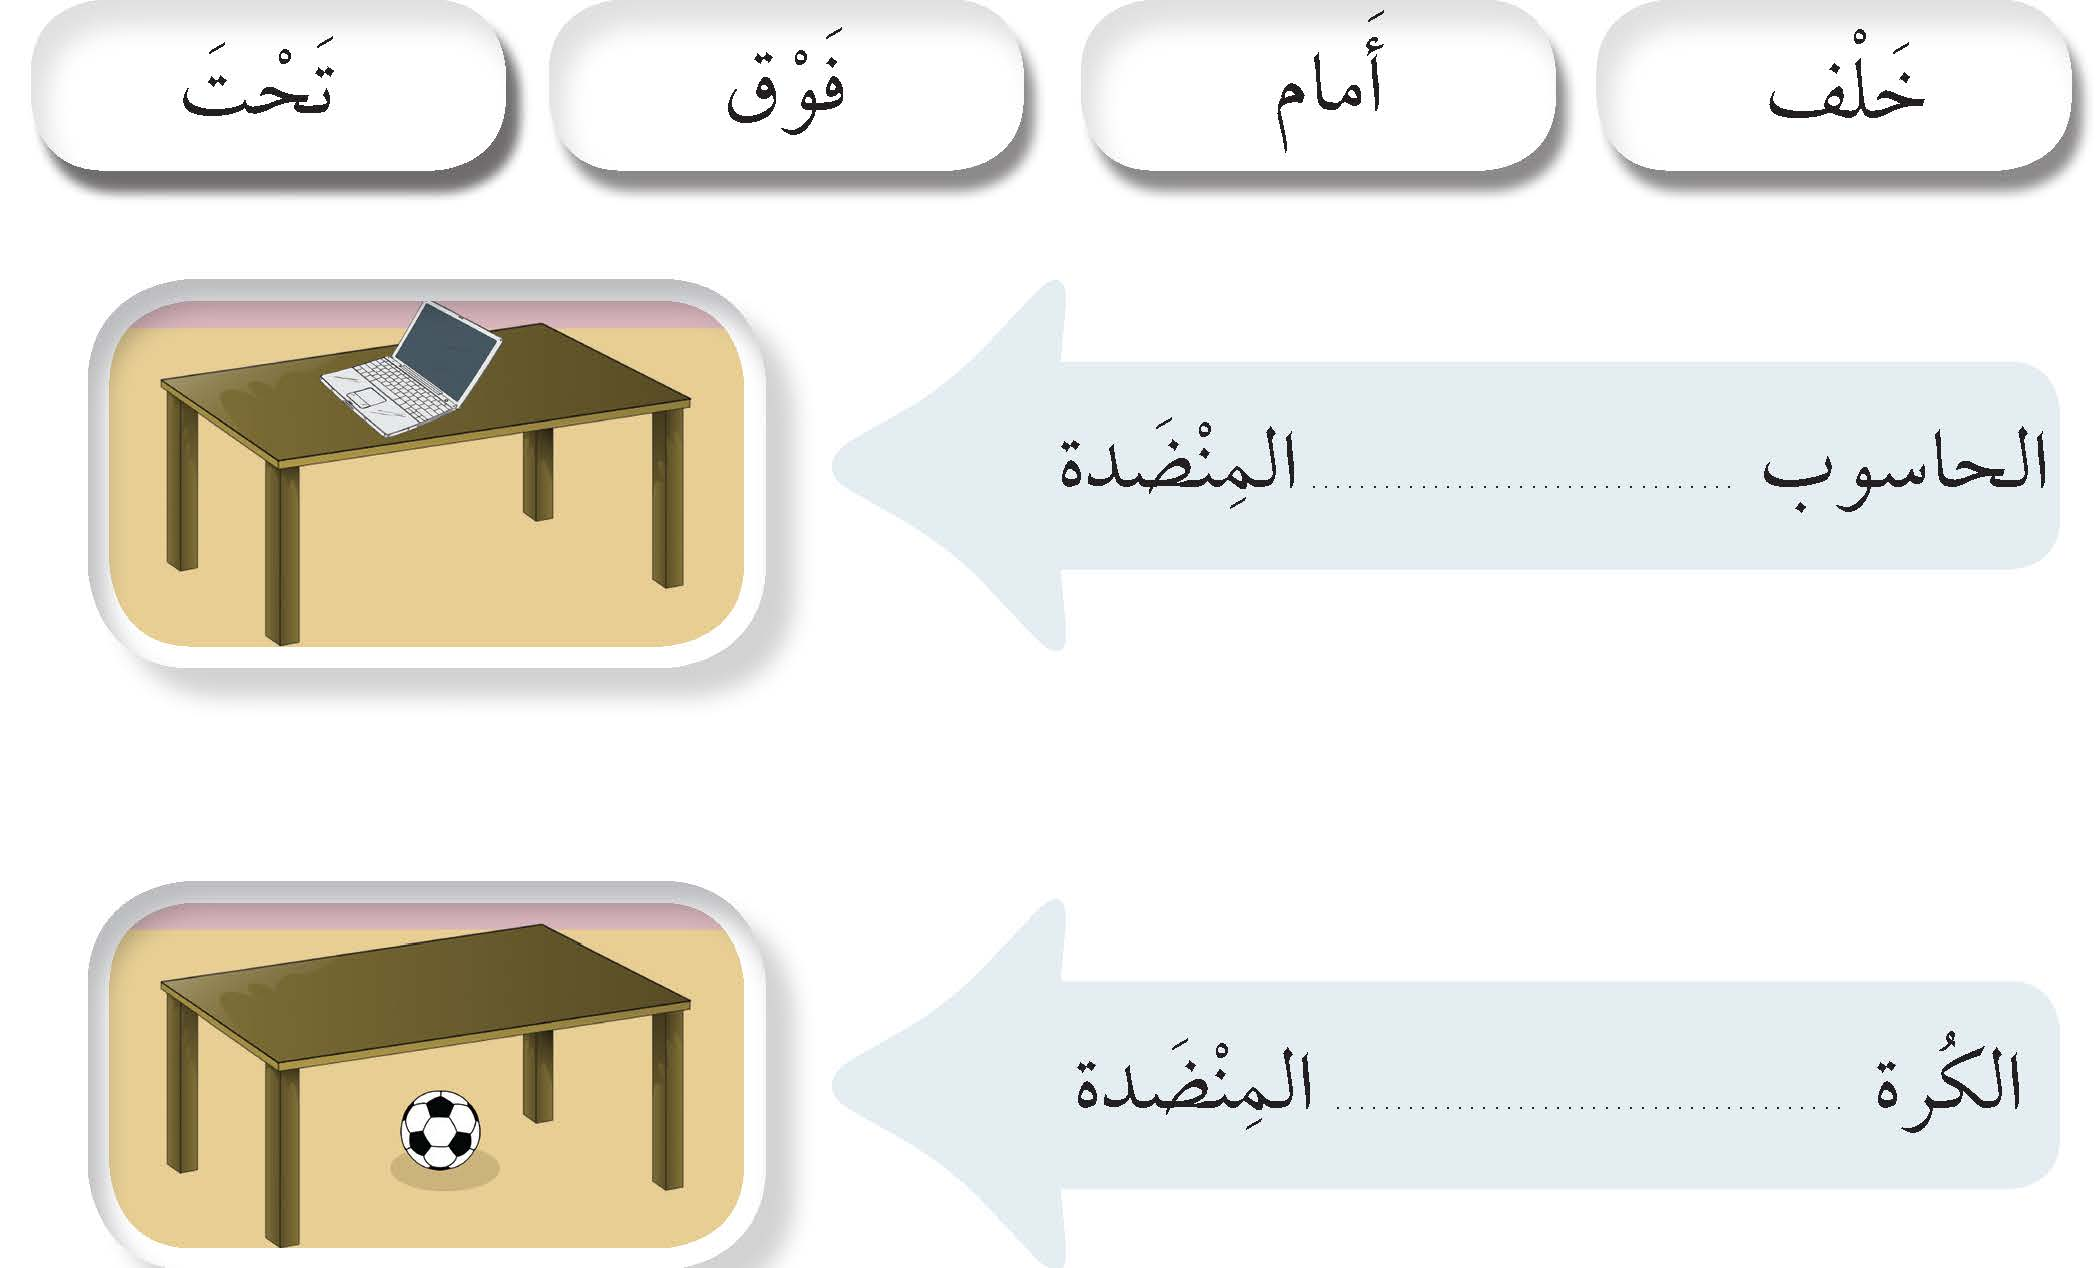 خَلْف أَمام فَوْق تَحْتَ
الحاسوب ........................................ المِنْضَدة
الكُرة ........................................ المِنْضَدة